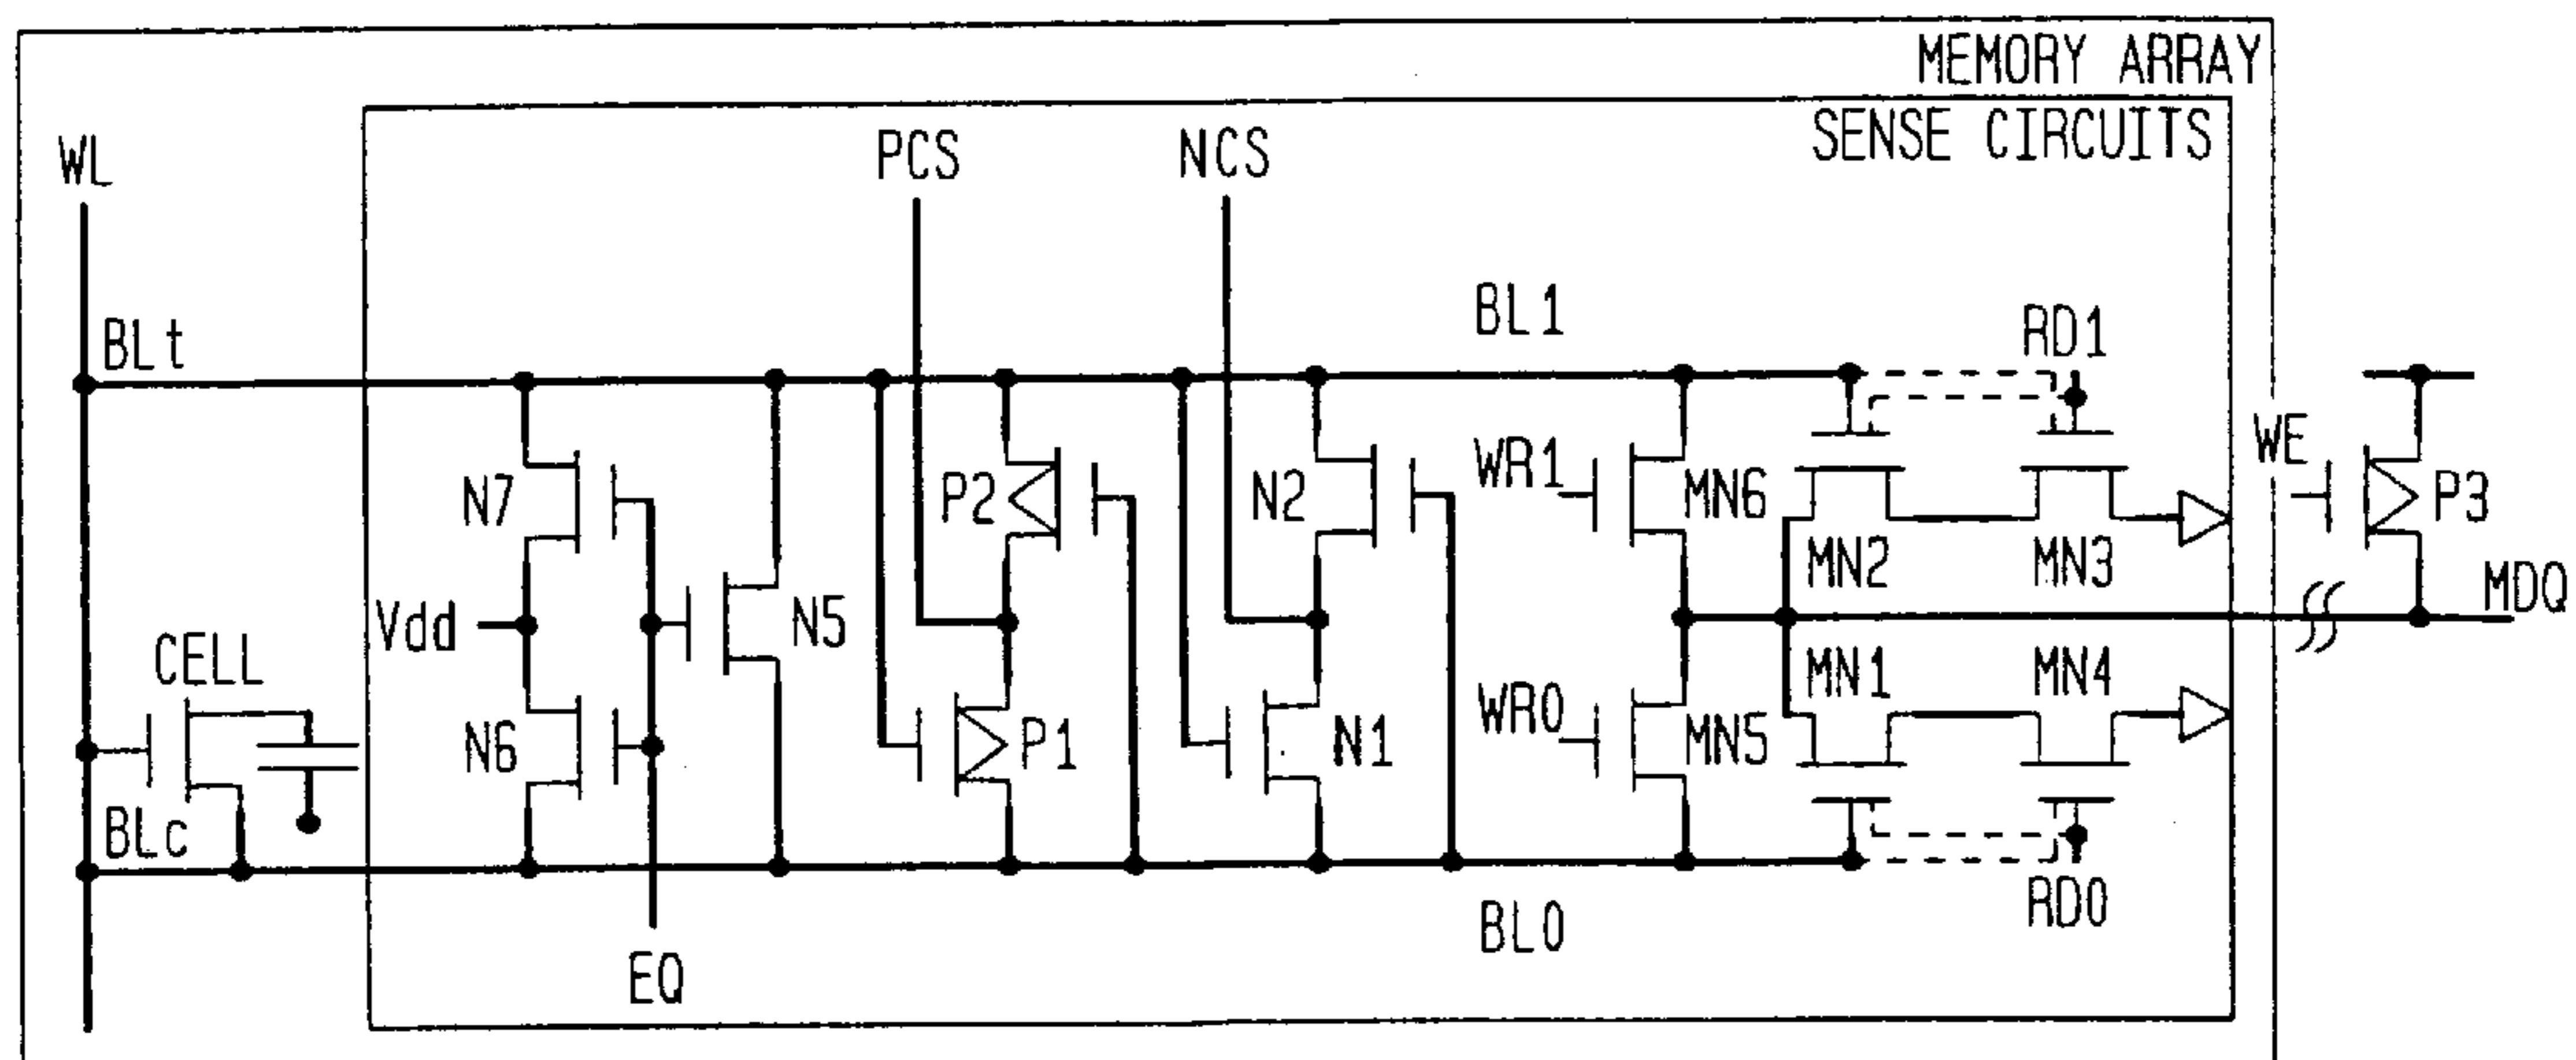 MEMORY ARRAY
SENSE CIRCUITS
WL
PCS
NCS
BLt
BL1
RD1
WE
N7
P2
N2
WR1
MN6
P3
MN2
MN3
Vdd
N5
MDQ
CELL
MN1
MN4
N6
P1
N1
WR0
MN5
BLc
RD0
BL0
EQ